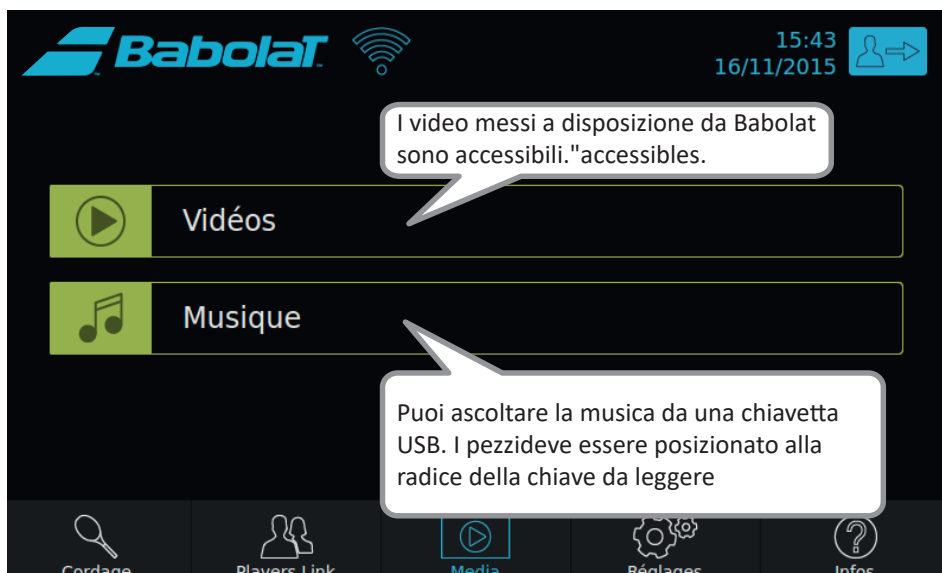 BabolaT
15:43
16/11/2015
I video messi a disposizione da Babolat
sono accessibili."accessibles.
Vidéos
Musique
Puoi ascoltare la musica da una chiavetta
USB. I pezzideve essere posizionato alla
radice della chiave da leggere
Cordage
Players Link
Media
Réglages
Infos